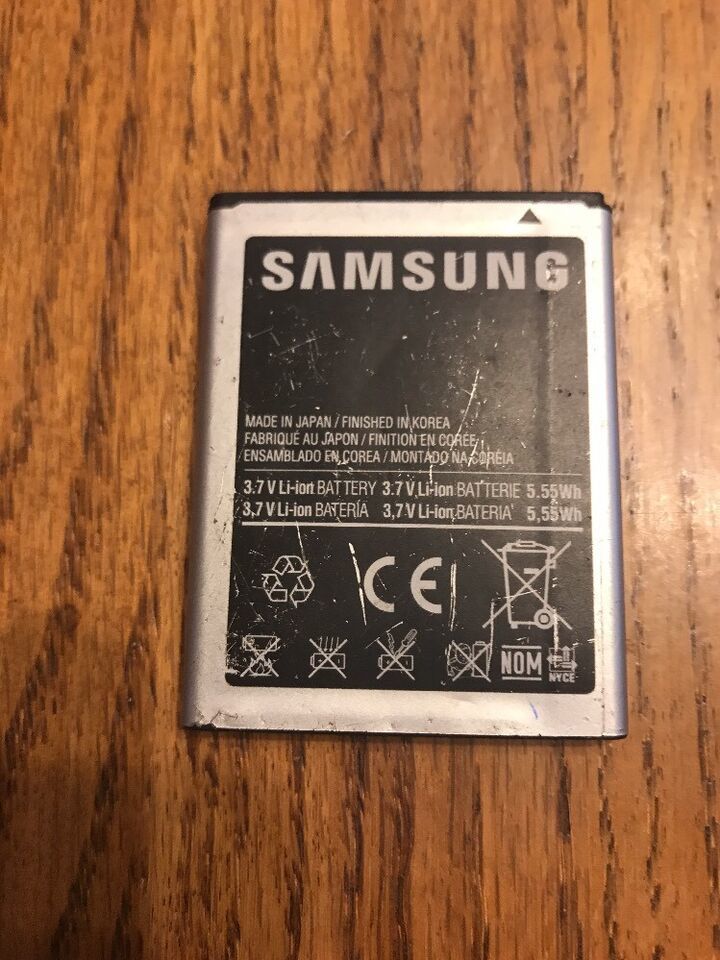 SAMSUNG
MADE IN JAPAN / FINISHED IN KOREA
FABRIQUÉ AU JAPON / FINITION EN CORÉE
ENSAMBLADO EN COREA / MONTADO NA CORÉIA
3.7 V Li-ion BATTERY 3.7 V Li-ion BATTERIE 5.55Wh
3,7 V Li-ion BATERÍA 3,7 V Li-ion BATERIA 5,55Wh
CE
NOM
NYCE